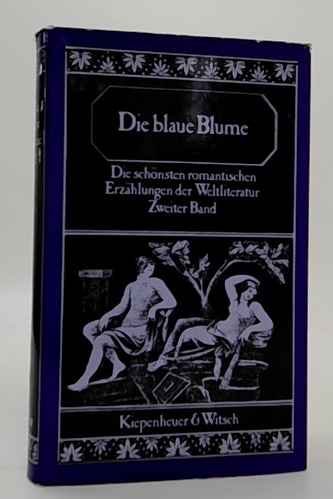 Die blaue Blume
Die schönsten romantischen
Erzählungen der Weltliteratur
Zweiter Band
Kiepenheuer & Witsch